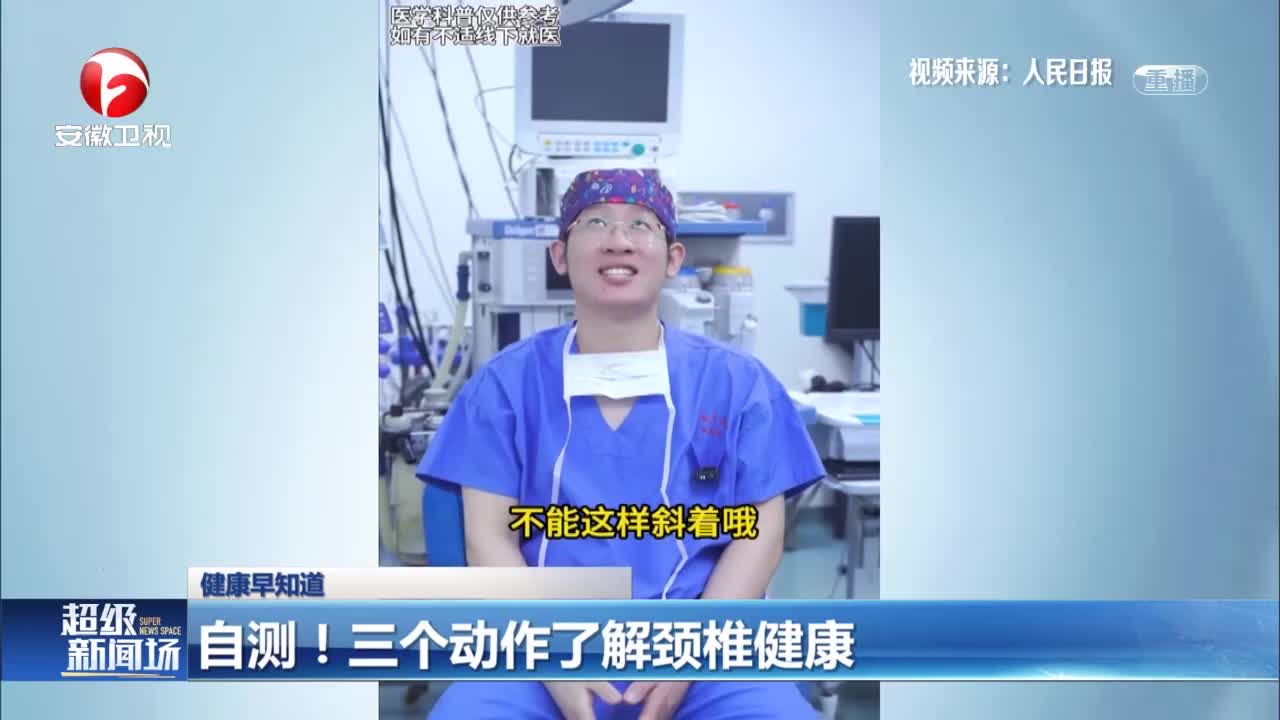 医学科普仅供参考
如有不适线下就医
视频来源：人民日报
重播
安徽卫视
Dräger
不能这样斜着哦
健康早知道
超级
新闻场
SUPER
NEWS SPACE
自测！三个动作了解颈椎健康